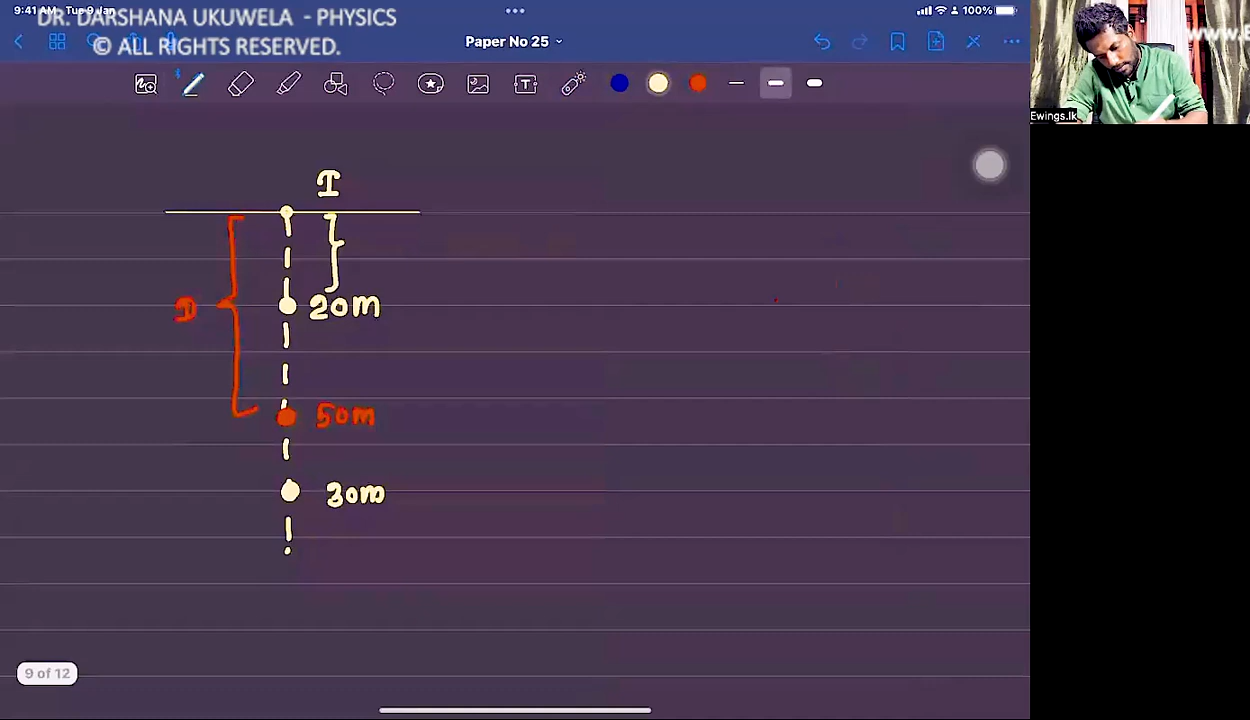 9:41 AM Tue 9 Jan
DR. DARSHANA UKUWELA - PHYSICS
© ALL RIGHTS RESERVED.
100%
Paper No 25
www.E
Ewings.lk
I
D
20m
50m
30m
9 of 12